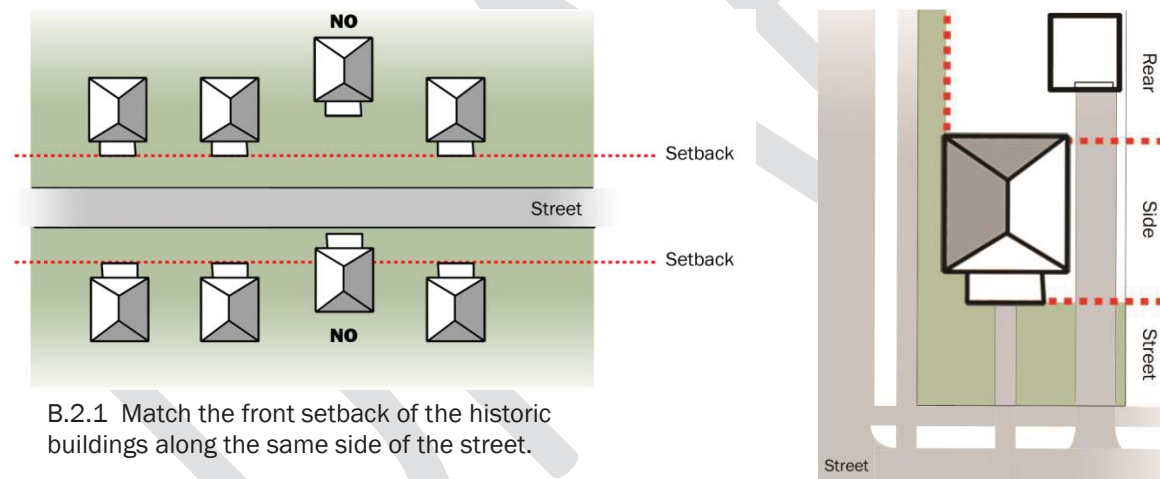 NO
Setback
Street
Setback
NO
B.2.1 Match the front setback of the historic
buildings along the same side of the street.
Rear
Side
Street
Street